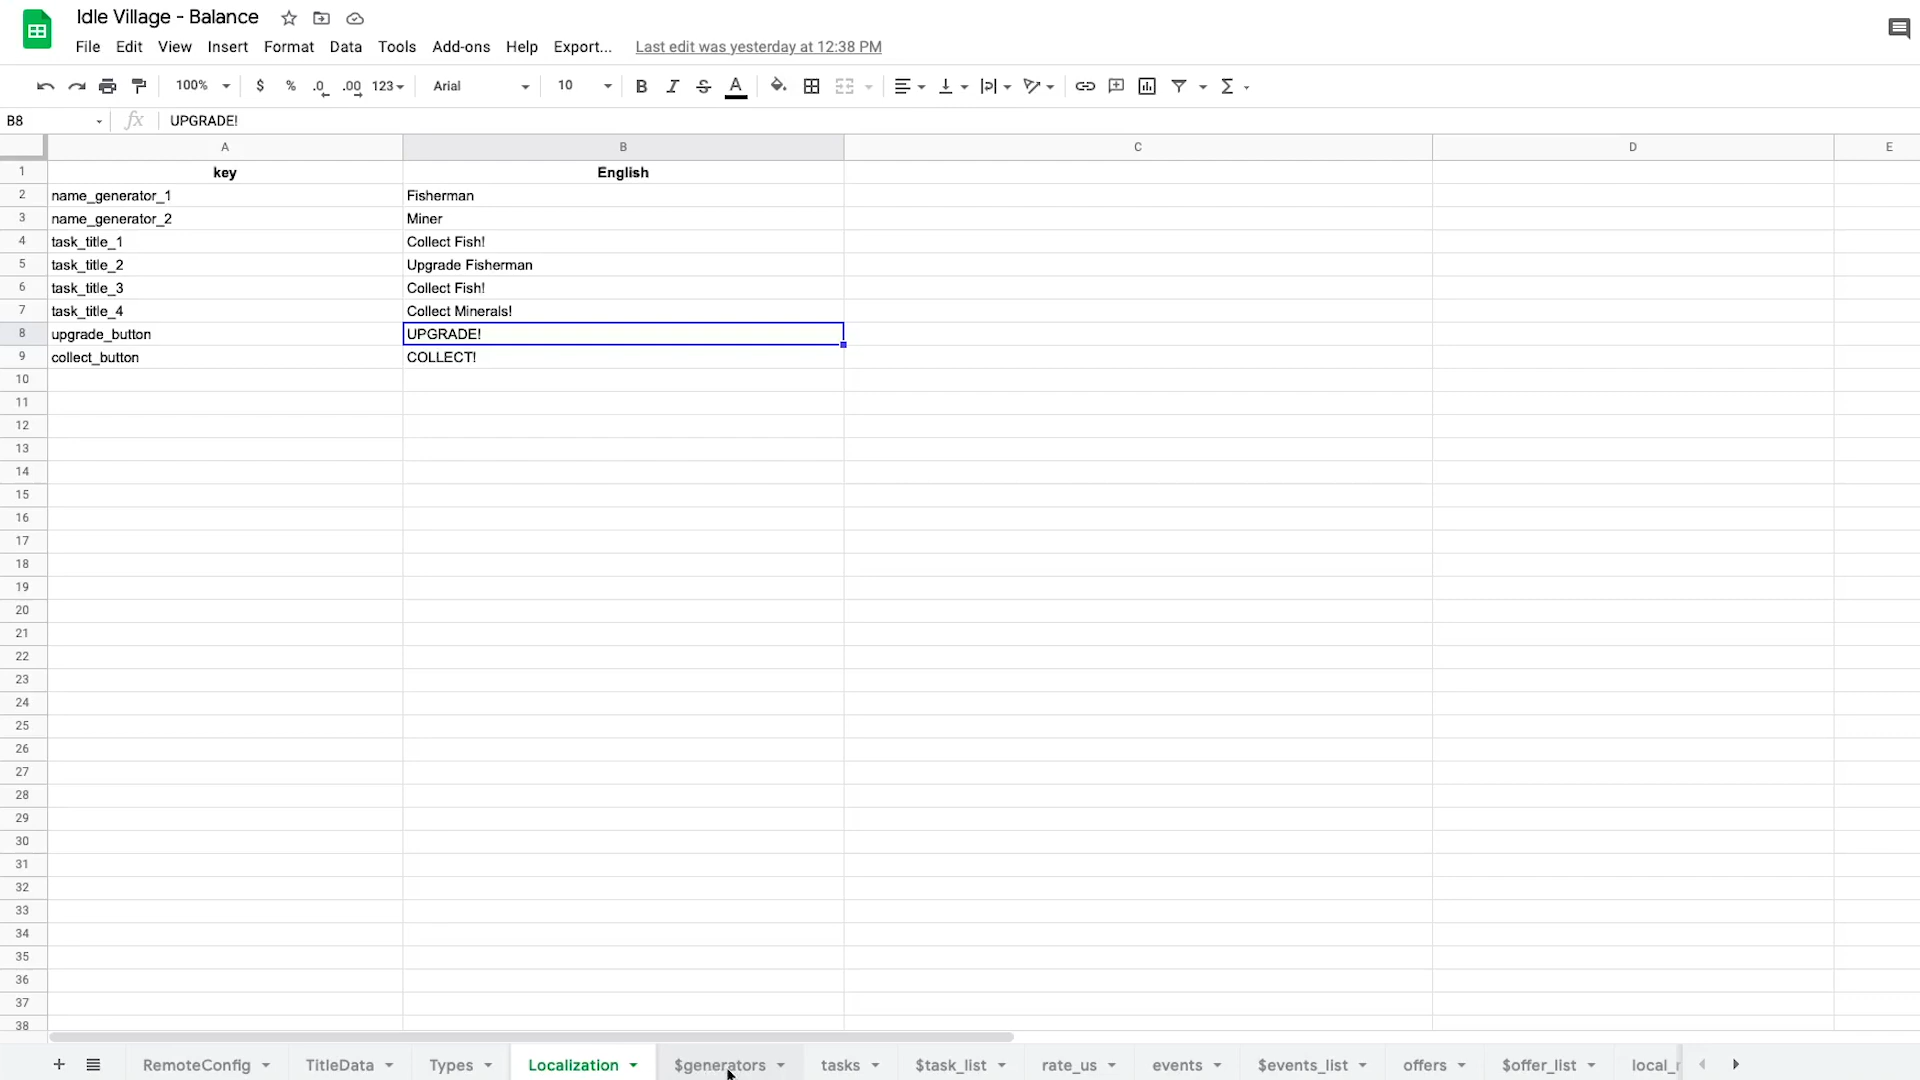 Idle Village - Balance
File Edit View Insert Format Data Tools Add-ons Help Export... Last edit was yesterday at 12:38 PM
100% $ % .0 .00 123 Arial 10 B I S A
B8 fx UPGRADE!
A B C D E
1 key English
2 name_generator_1 Fisherman
3 name_generator_2 Miner
4 task_title_1 Collect Fish!
5 task_title_2 Upgrade Fisherman
6 task_title_3 Collect Fish!
7 task_title_4 Collect Minerals!
8 upgrade_button UPGRADE!
9 collect_button COLLECT!
10
11
12
13
14
15
16
17
18
19
20
21
22
23
24
25
26
27
28
29
30
31
32
33
34
35
36
37
38
RemoteConfig TitleData Types Localization $generators tasks $task_list rate_us events $events_list offers $offer_list